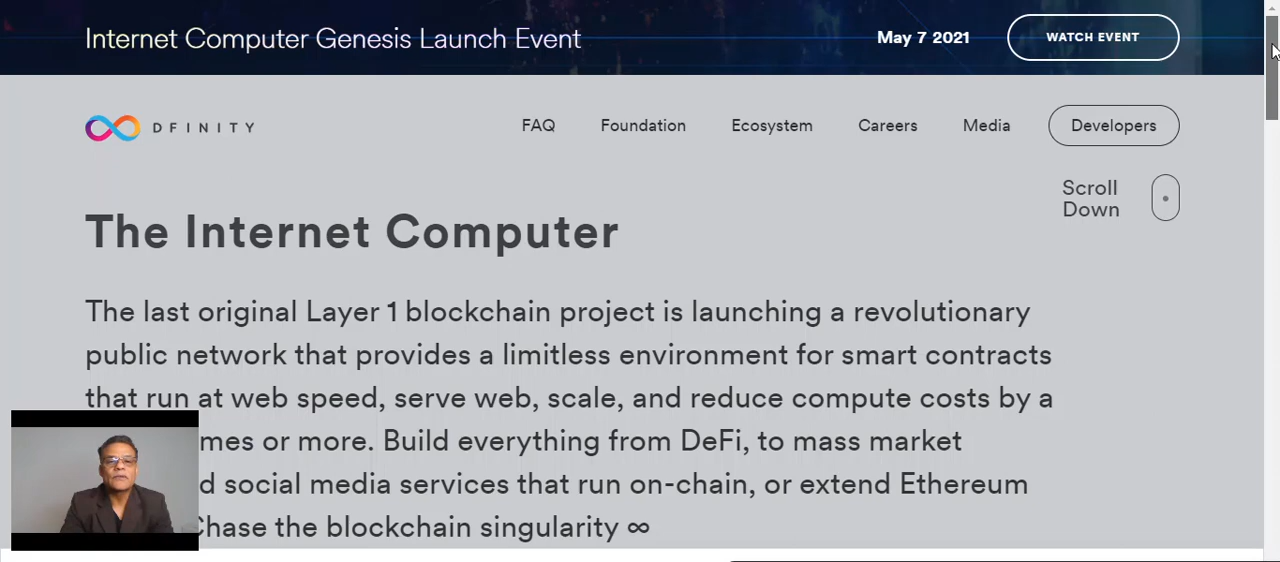 Internet Computer Genesis Launch Event
May 7 2021
WATCH EVENT
DFINITY
FAQ
Foundation
Ecosystem
Careers
Media
Developers
Scroll
Down
The Internet Computer
The last original Layer 1 blockchain project is launching a revolutionary
public network that provides a limitless environment for smart contracts
that run at web speed, serve web, scale, and reduce compute costs by a
or more. Build everything from DeFi, to mass market
social media services that run on-chain, or extend Ethereum
Chase the blockchain singularity ∞